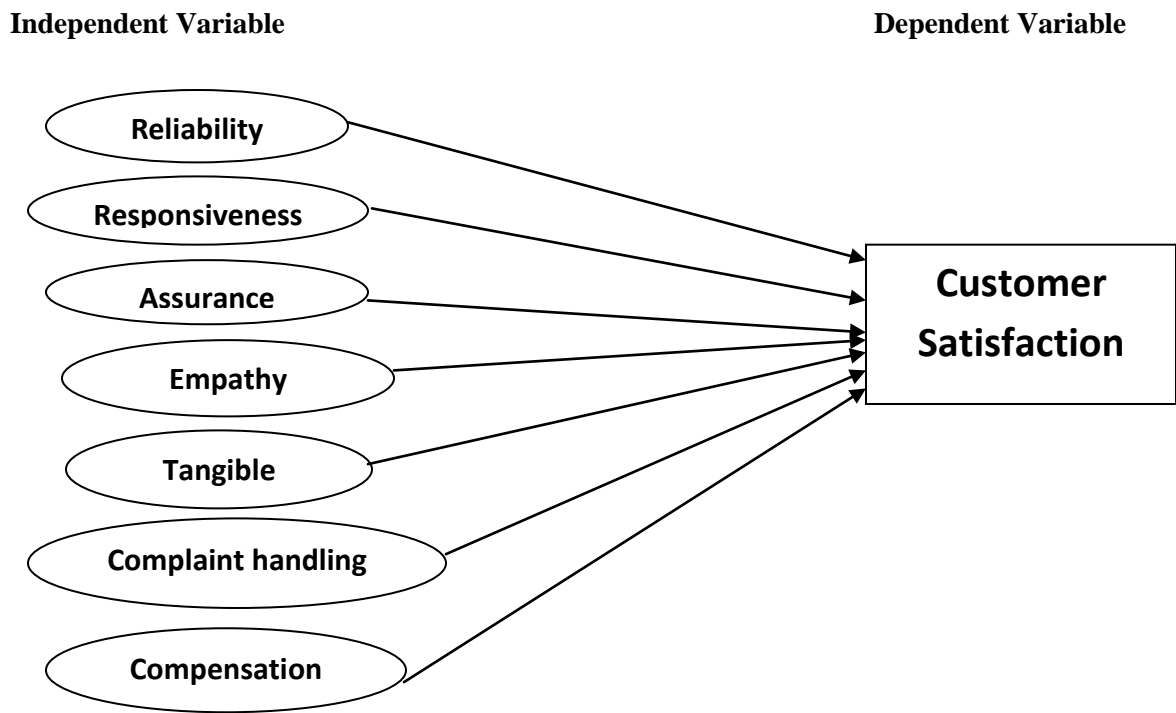 Independent Variable
Dependent Variable
Reliability
Responsiveness
Assurance
Empathy
Tangible
Complaint handling
Compensation
Customer
Satisfaction